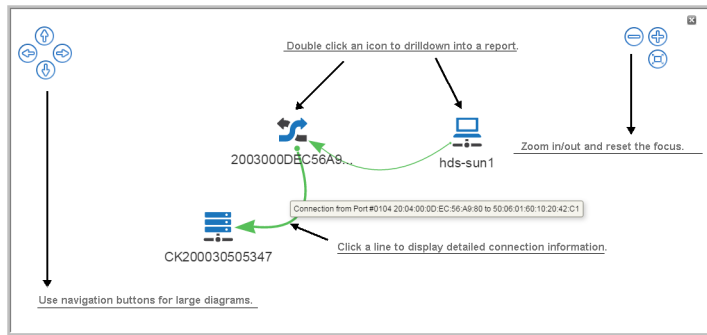 Double click an icon to drilldown into a report.
2003000DEC56A9...
hds-sun1
Zoom in/out and reset the focus.
Connection from Port #0104 20:04:00:0D:EC:56:A9:80 to 50:06:01:60:10:20:42:C1
Click a line to display detailed connection information.
CK200030505347
Use navigation buttons for large diagrams.